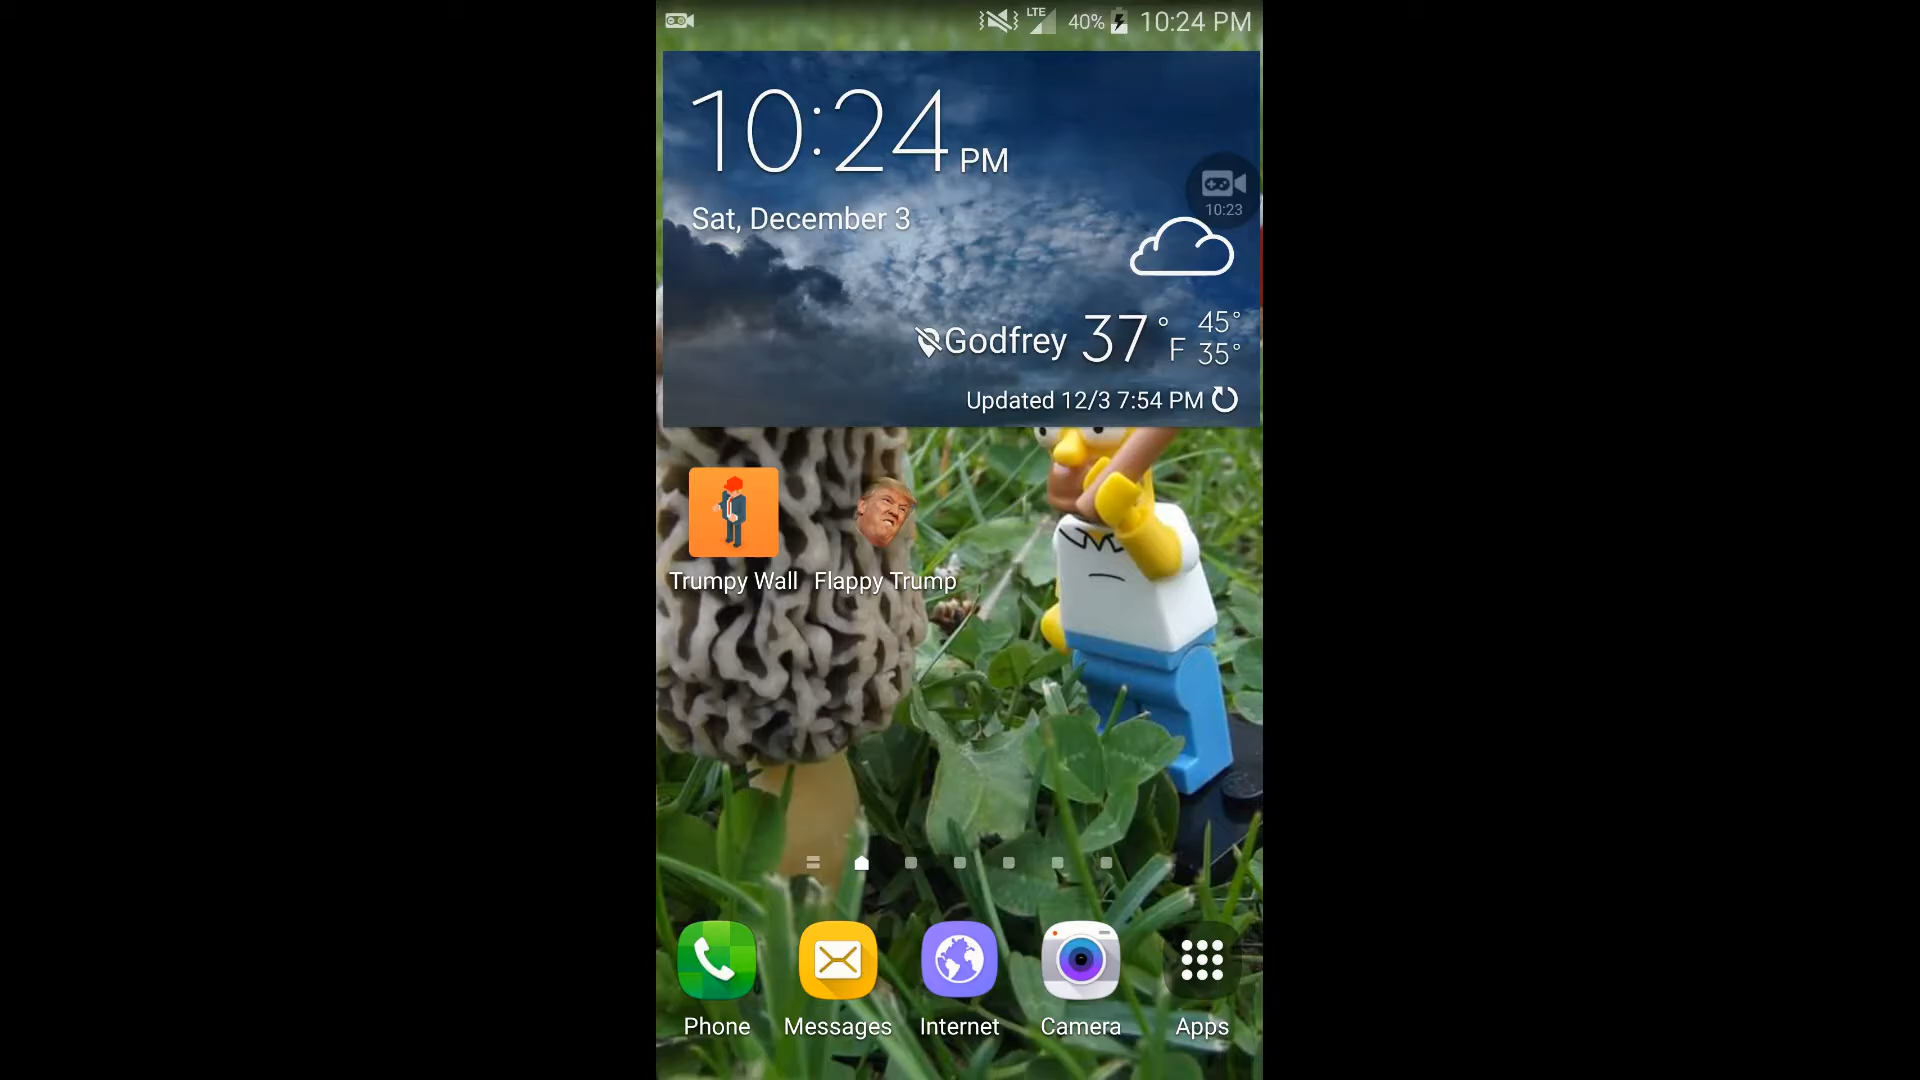 LTE
40%
10:24 PM
10:24 PM
10:23
Sat, December 3
Godfrey 37°F 45°
35°
Updated 12/3 7:54 PM
Trumpy Wall
Flappy Trump
Phone
Messages
Internet
Camera
Apps